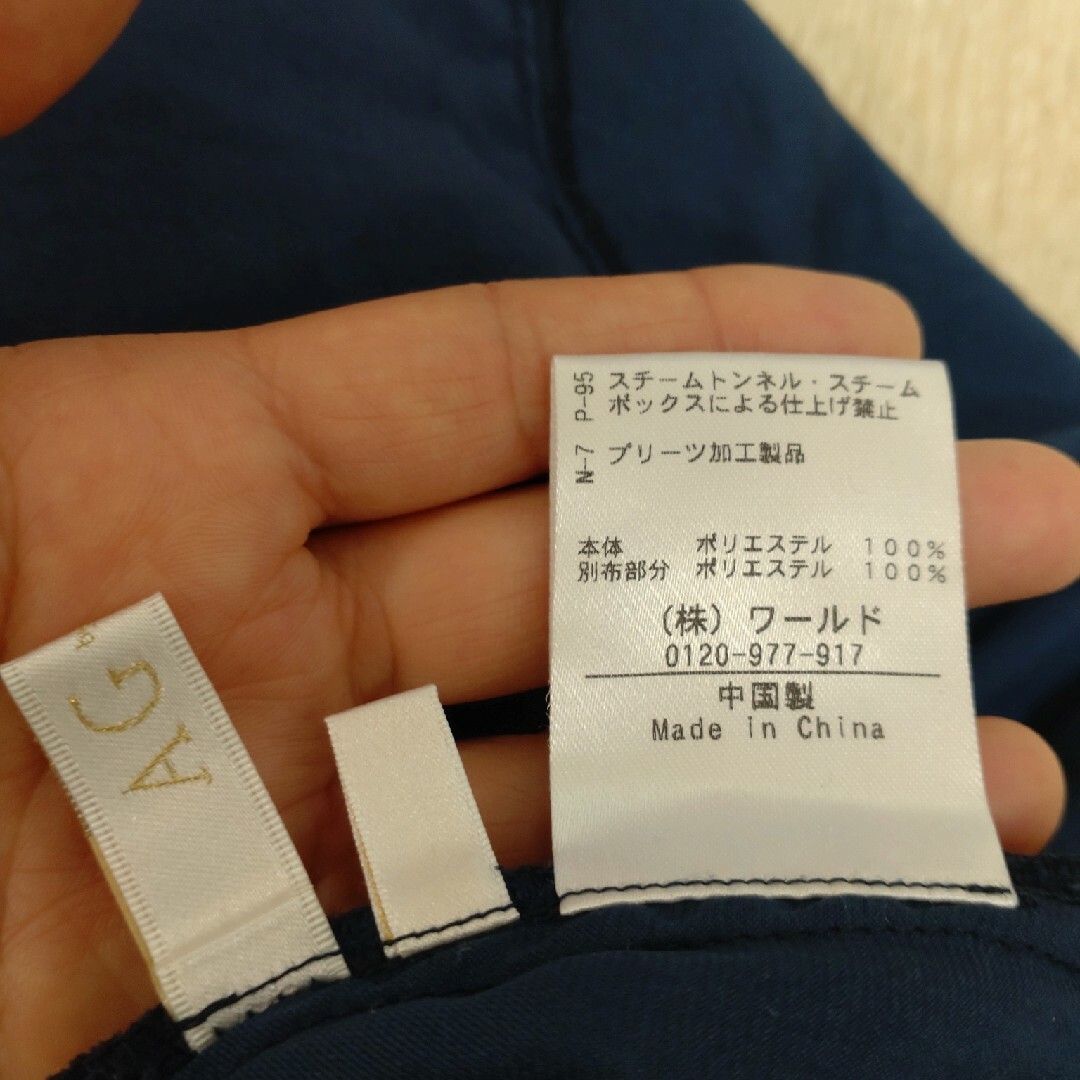 P-95 スチームトンネル・スチーム
ボックスによる仕上げ禁止
N-7 プリーツ加工製品
本体 ポリエステル 100%
別布部分 ポリエステル 100%
(株) ワールド
0120-977-917
中国製
Made in China
AG